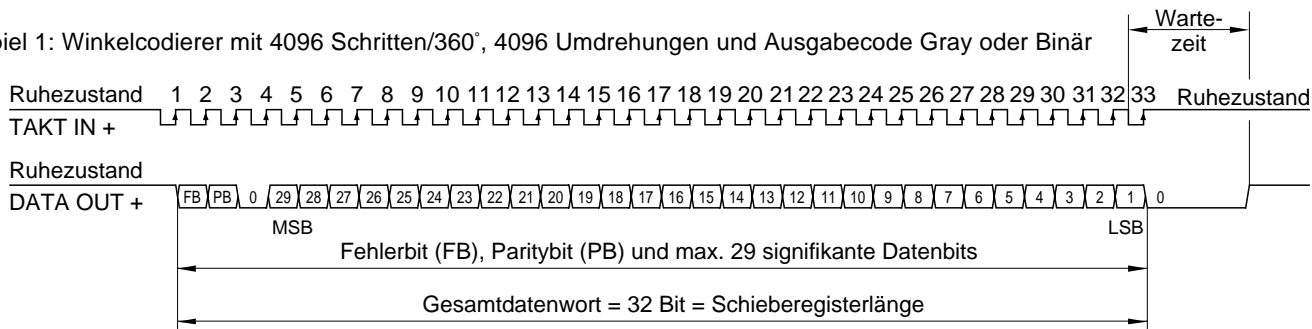 Warte-
zeit
piel 1: Winkelcodierer mit 4096 Schritten/360°, 4096 Umdrehungen und Ausgabecode Gray oder Binär
Ruhezustand 1 2 3 4 5 6 7 8 9 10 11 12 13 14 15 16 17 18 19 20 21 22 23 24 25 26 27 28 29 30 31 32 33 Ruhezustand
TAKT IN +
Ruhezustand
DATA OUT + FB PB 0 29 28 27 26 25 24 23 22 21 20 19 18 17 16 15 14 13 12 11 10 9 8 7 6 5 4 3 2 1 0
MSB LSB
Fehlerbit (FB), Paritybit (PB) und max. 29 signifikante Datenbits
Gesamtdatenwort = 32 Bit = Schieberegisterlänge